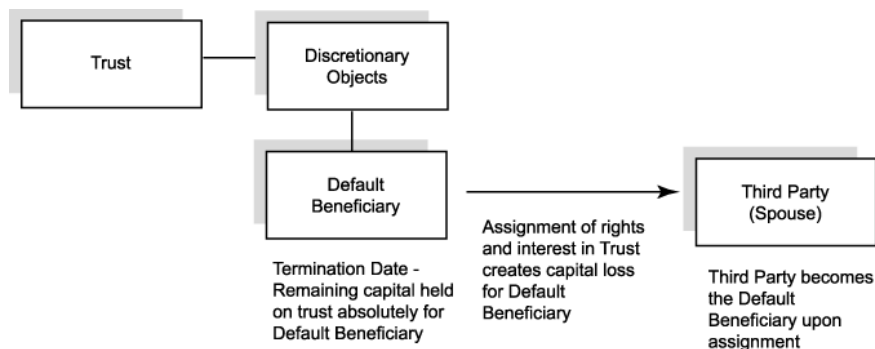 Trust
Discretionary
Objects
Default
Beneficiary
Third Party
(Spouse)
Termination Date -
Remaining capital held
on trust absolutely for
Default Beneficiary
Assignment of rights
and interest in Trust
creates capital loss
for Default
Beneficiary
Third Party becomes
the Default
Beneficiary upon
assignment